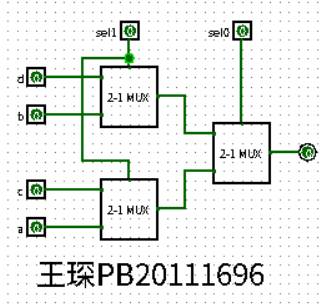 sel1 sel0
d
2-1 MUX
b
2-1 MUX
c
2-1 MUX
a
王琛PB20111696